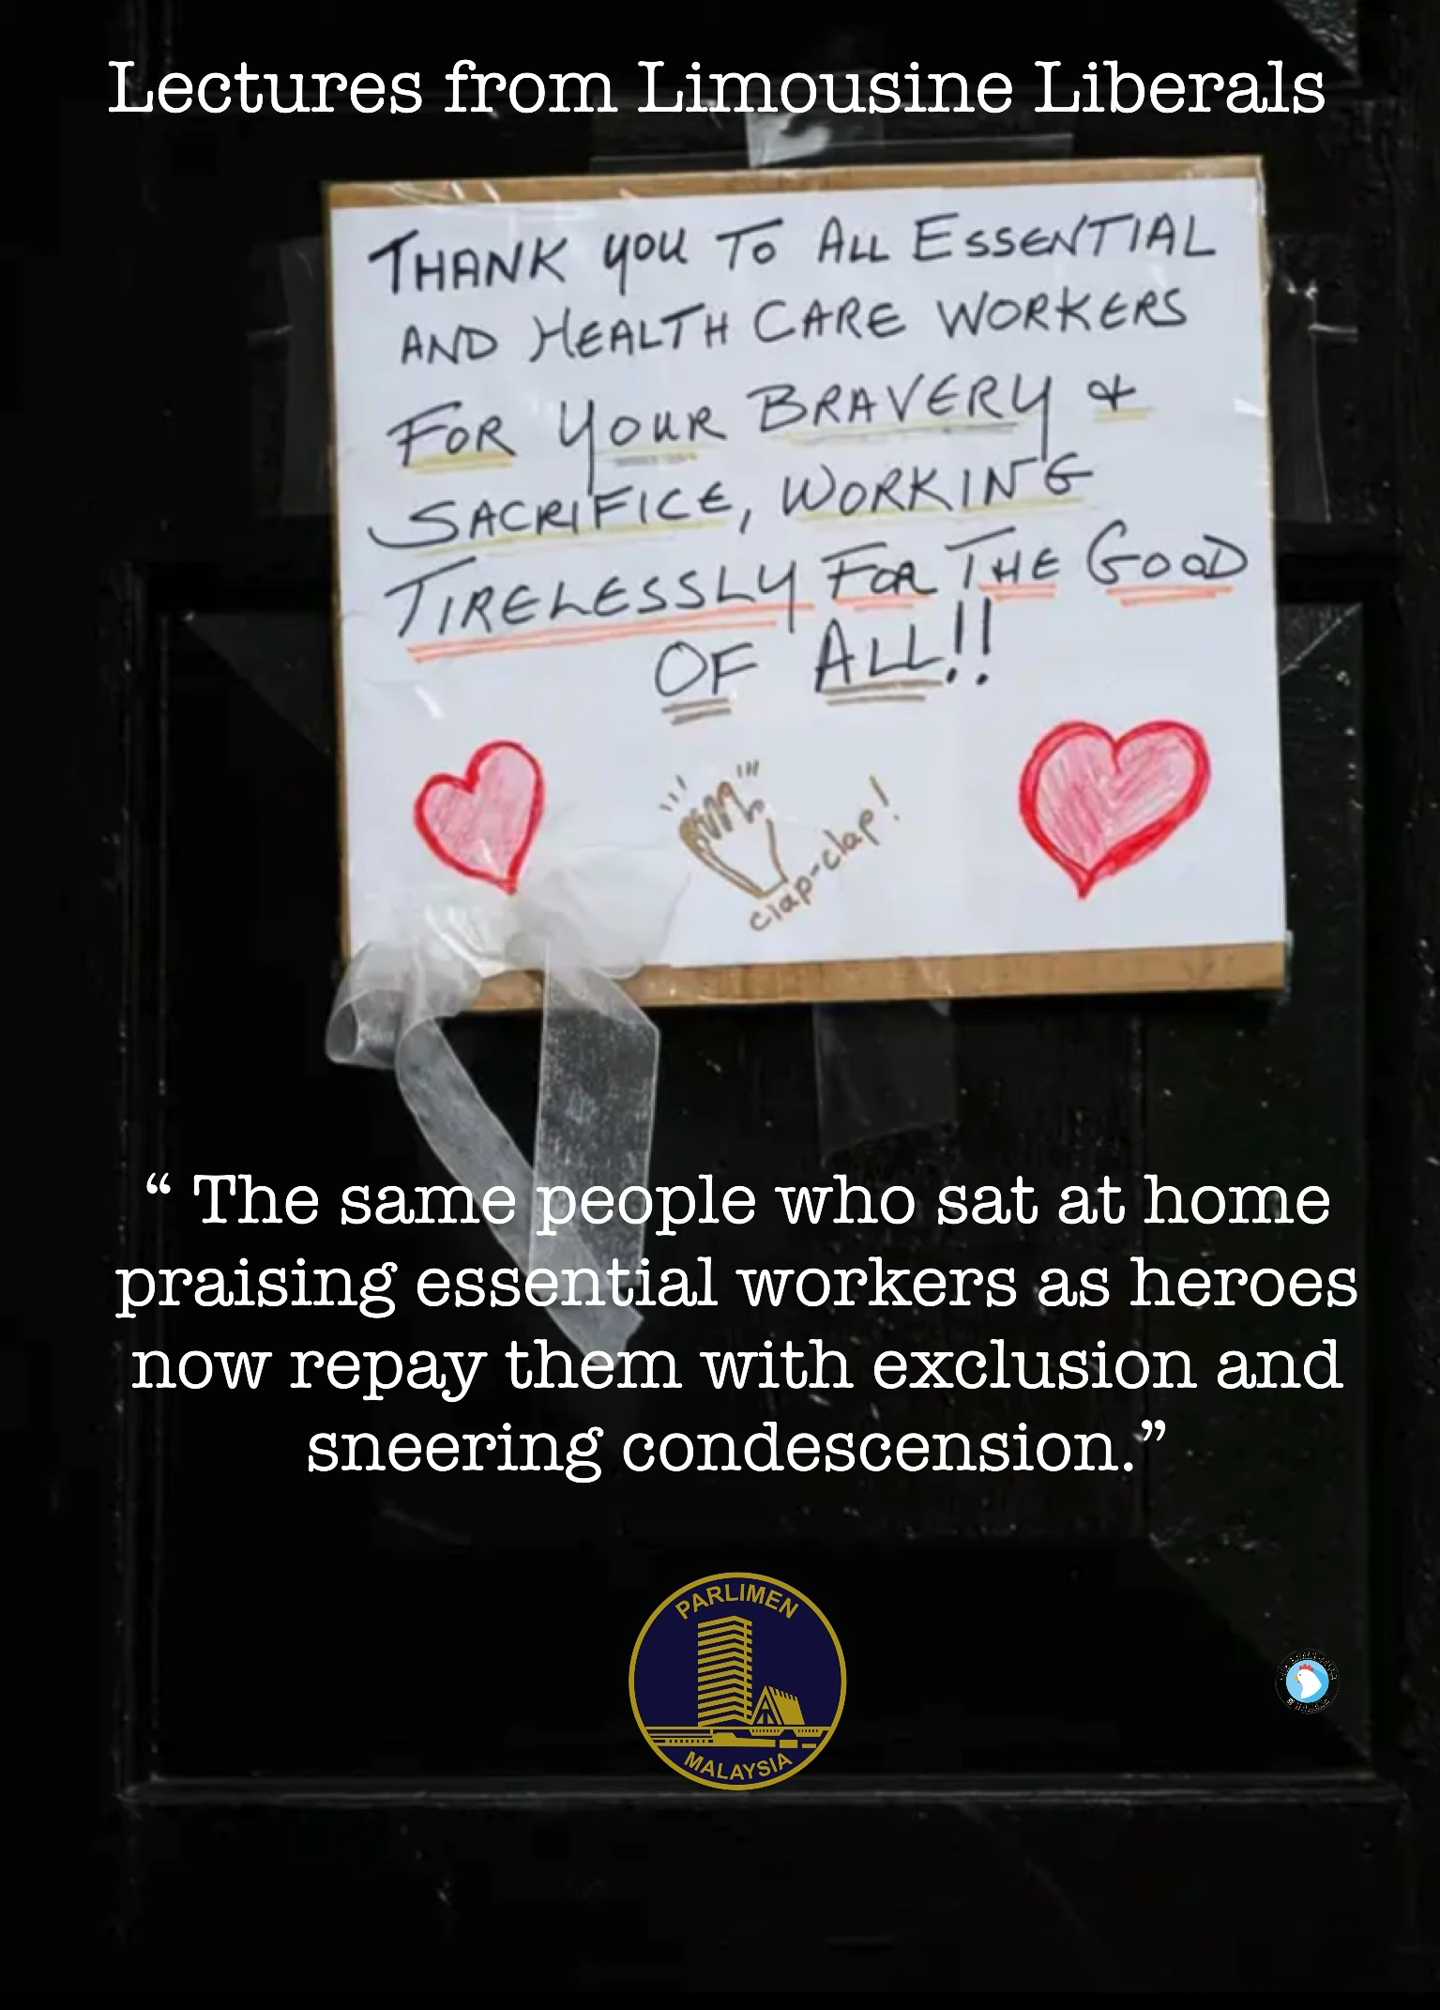 Lectures from Limousine Liberals
THANK YOU TO ALL ESSENTIAL
AND HEALTH CARE WORKERS
FOR YOUR BRAVERY &
SACRIFICE, WORKING
TIRELESSLY FOR THE GOOD
OF ALL!!
clap-clap!
“ The same people who sat at home
praising essential workers as heroes
now repay them with exclusion and
sneering condescension.”
PARLIMEN
MALAYSIA